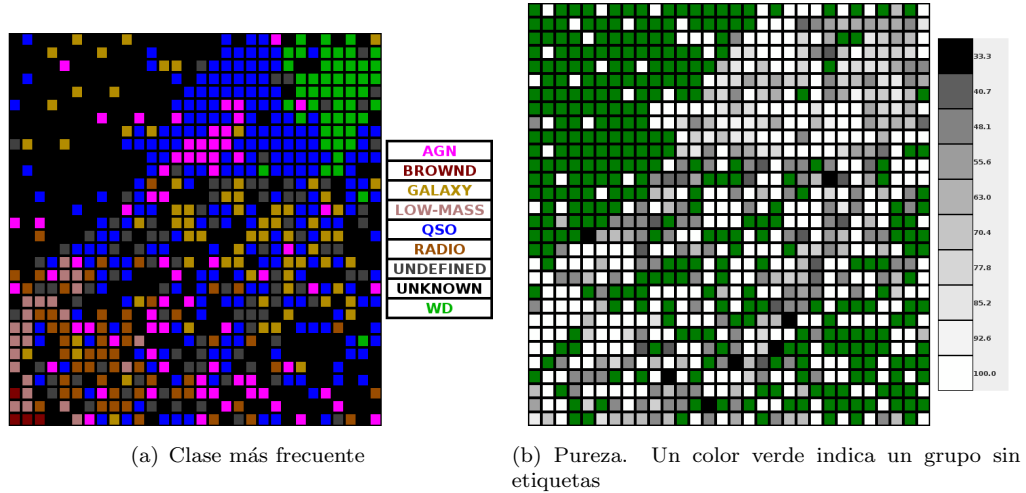 AGN
BROWND
GALAXY
LOW-MASS
QSO
RADIO
UNDEFINED
UNKNOWN
WD
33.3
40.7
48.1
55.6
63.0
70.4
77.8
85.2
92.6
100.0
(a) Clase más frecuente
(b) Pureza. Un color verde indica un grupo sin
etiquetas